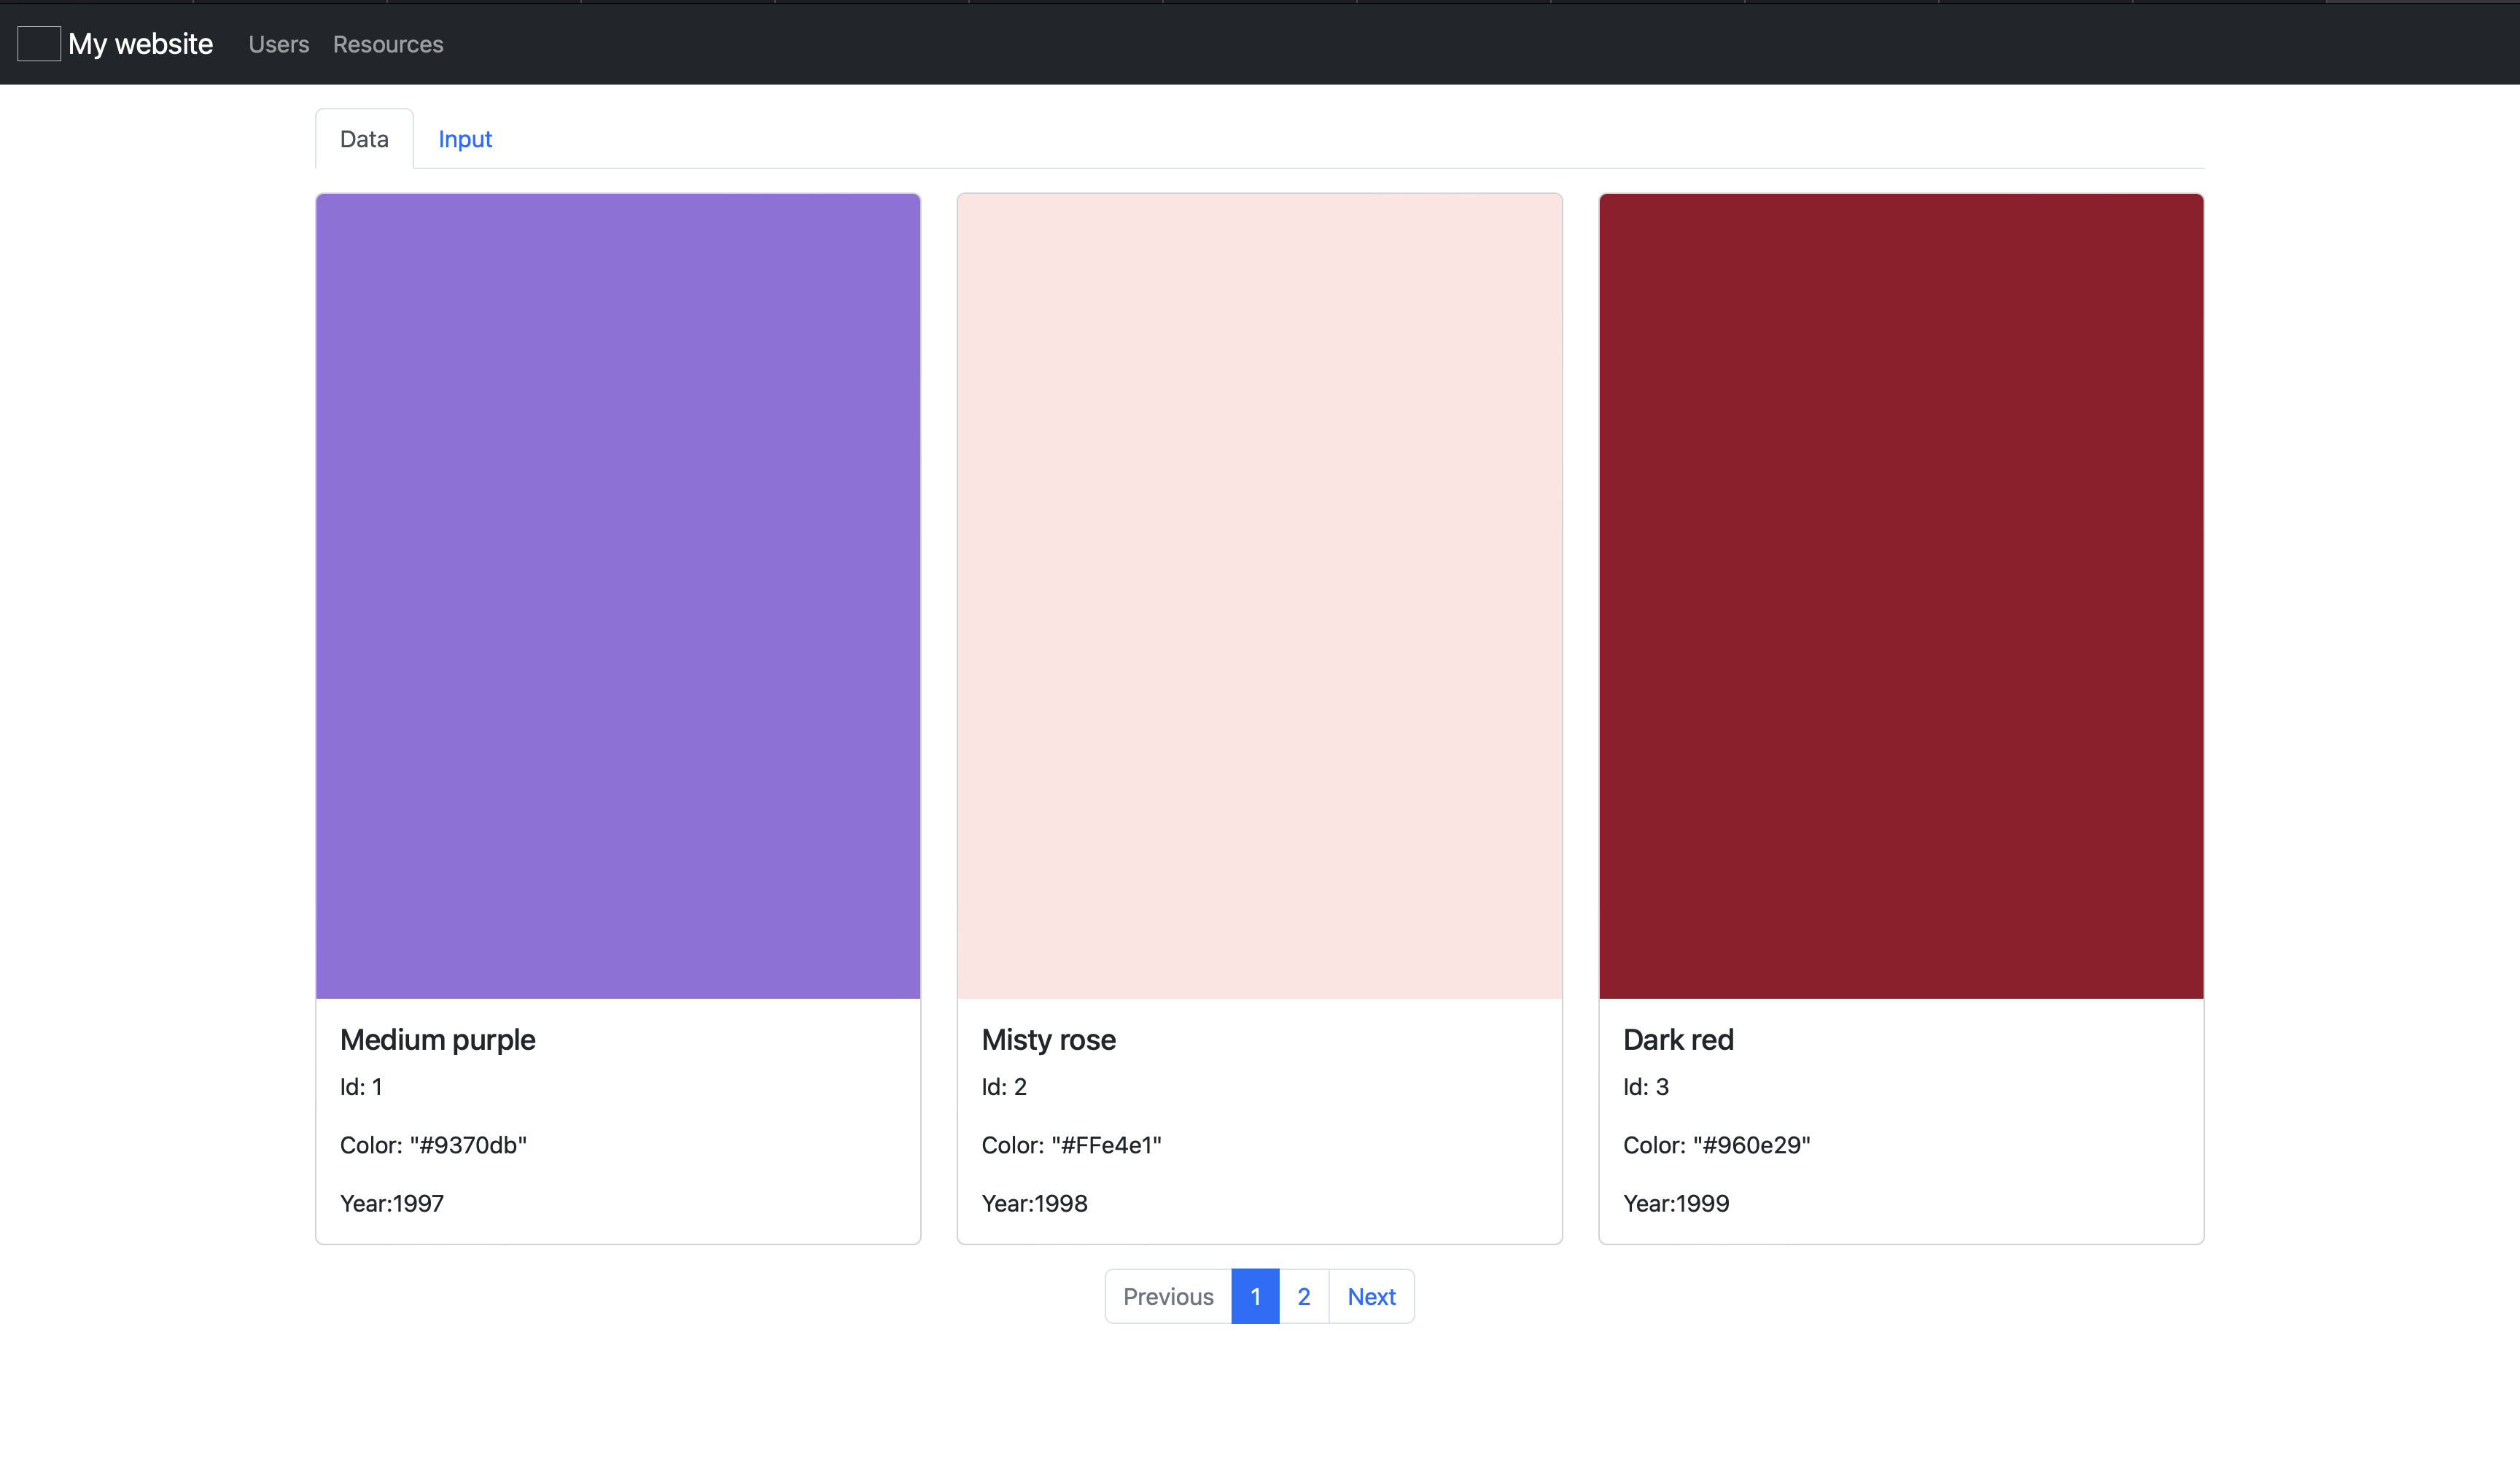 My website Users Resources
Data Input
Medium purple
Id: 1
Color: "#9370db"
Year:1997
Misty rose
Id: 2
Color: "#FFe4e1"
Year:1998
Dark red
Id: 3
Color: "#960e29"
Year:1999
Previous 1 2 Next